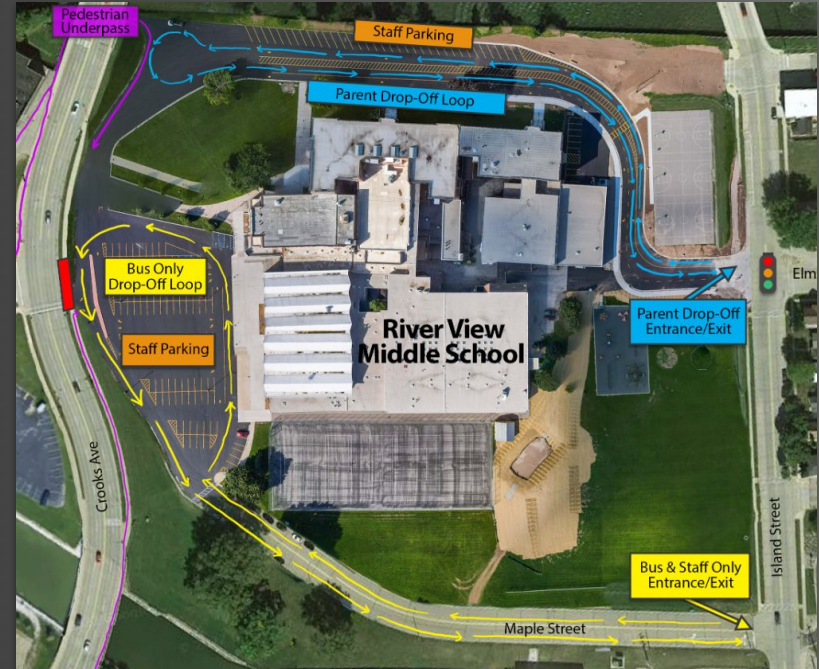 Pedestrian
Underpass
Staff Parking
Parent Drop-Off Loop
Bus Only
Drop-Off Loop
Elm
Parent Drop-Off
Entrance/Exit
River View
Middle School
Staff Parking
Crooks Ave
Island Street
Bus & Staff Only
Entrance/Exit
Maple Street